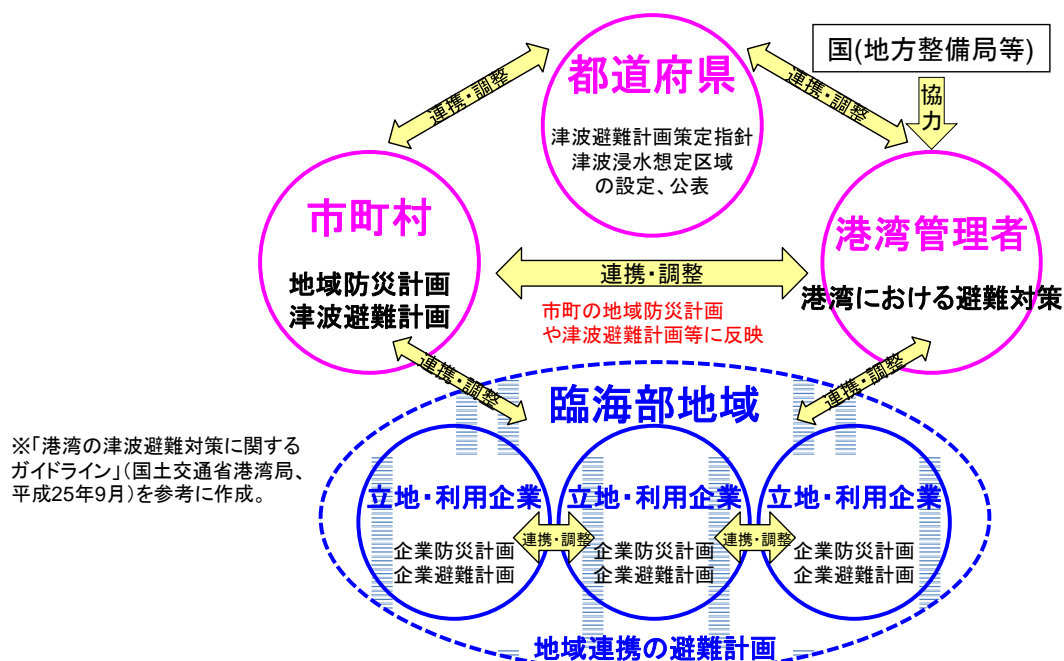 国(地方整備局等)
都道府県
連携・調整
連携・調整
協力
津波避難計画策定指針
津波浸水想定区域
の設定、公表
市町村
港湾管理者
地域防災計画
津波避難計画
連携・調整
港湾における避難対策
市町の地域防災計画
や津波避難計画等に反映
連携・調整
連携・調整
臨海部地域
※「港湾の津波避難対策に関する
ガイドライン」(国土交通省港湾局、
平成25年9月)を参考に作成。
立地・利用企業
立地・利用企業
立地・利用企業
連携・調整
連携・調整
企業防災計画
企業避難計画
企業防災計画
企業避難計画
企業防災計画
企業避難計画
地域連携の避難計画